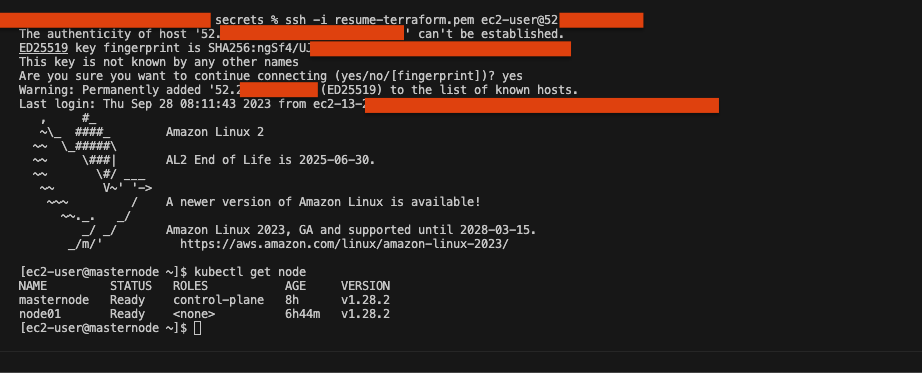 secrets % ssh -i resume-terraform.pem ec2-user@52
The authenticity of host '52. ' can't be established.
ED25519 key fingerprint is SHA256:ngSf4/U
This key is not known by any other names
Are you sure you want to continue connecting (yes/no/[fingerprint])? yes
Warning: Permanently added '52.2 (ED25519) to the list of known hosts.
Last login: Thu Sep 28 08:11:43 2023 from ec2-13-2
   ,     #_
   ~\_  ####_        Amazon Linux 2
  ~~  \_#####\
  ~~     \###|       AL2 End of Life is 2025-06-30.
  ~~       \#/ ___
   ~~       V~' '->
    ~~~         /    A newer version of Amazon Linux is available!
      ~~._.   _/
         _/ _/       Amazon Linux 2023, GA and supported until 2028-03-15.
       _/m/'           https://aws.amazon.com/linux/amazon-linux-2023/
[ec2-user@masternode ~]$ kubectl get node
NAME         STATUS   ROLES           AGE     VERSION
masternode   Ready    control-plane   8h      v1.28.2
node01       Ready    <none>          6h44m   v1.28.2
[ec2-user@masternode ~]$